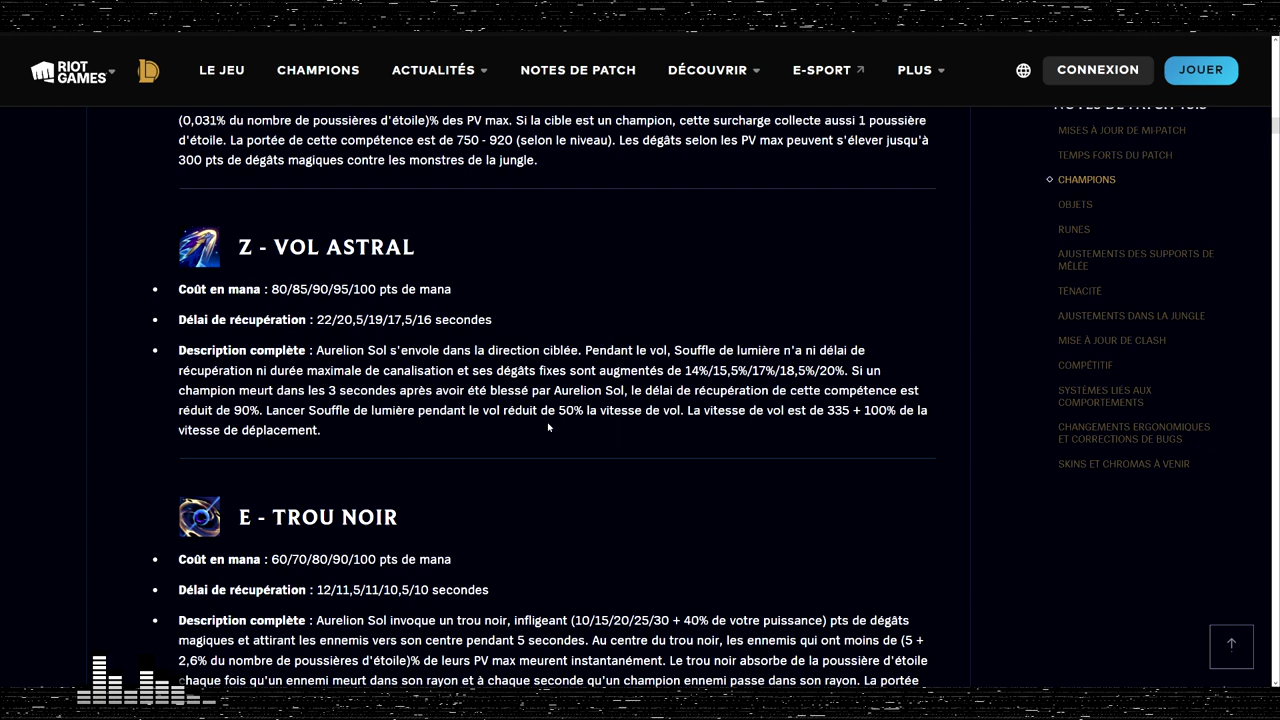 RIOT GAMES
LE JEU
CHAMPIONS
ACTUALITÉS
NOTES DE PATCH
DÉCOUVRIR
E-SPORT
PLUS
CONNEXION
JOUER
(0,031% du nombre de poussières d'étoile)% des PV max. Si la cible est un champion, cette surcharge collecte aussi 1 poussière
d'étoile. La portée de cette compétence est de 750 - 920 (selon le niveau). Les dégâts selon les PV max peuvent s'élever jusqu'à
300 pts de dégâts magiques contre les monstres de la jungle.
Z - VOL ASTRAL
• Coût en mana : 80/85/90/95/100 pts de mana
• Délai de récupération : 22/20,5/19/17,5/16 secondes
• Description complète : Aurelion Sol s'envole dans la direction ciblée. Pendant le vol, Souffle de lumière n'a ni délai de
récupération ni durée maximale de canalisation et ses dégâts fixes sont augmentés de 14%/15,5%/17%/18,5%/20%. Si un
champion meurt dans les 3 secondes après avoir été blessé par Aurelion Sol, le délai de récupération de cette compétence est
réduit de 90%. Lancer Souffle de lumière pendant le vol réduit de 50% la vitesse de vol. La vitesse de vol est de 335 + 100% de la
vitesse de déplacement.
E - TROU NOIR
• Coût en mana : 60/70/80/90/100 pts de mana
• Délai de récupération : 12/11,5/11/10,5/10 secondes
• Description complète : Aurelion Sol invoque un trou noir, infligeant (10/15/20/25/30 + 40% de votre puissance) pts de dégâts
magiques et attirant les ennemis vers son centre pendant 5 secondes. Au centre du trou noir, les ennemis qui ont moins de (5 +
2,6% du nombre de poussières d'étoile)% de leurs PV max meurent instantanément. Le trou noir absorbe de la poussière d'étoile
chaque fois qu'un ennemi meurt dans son rayon et à chaque seconde qu'un champion ennemi passe dans son rayon. La portée
MISES À JOUR DE MI-PATCH
TEMPS FORTS DU PATCH
CHAMPIONS
OBJETS
RUNES
AJUSTEMENTS DES SUPPORTS DE
MÊLÉE
TÉNACITÉ
AJUSTEMENTS DANS LA JUNGLE
MISE À JOUR DE CLASH
COMPÉTITIF
SYSTÈMES LIÉS AUX
COMPORTEMENTS
CHANGEMENTS ERGONOMIQUES
ET CORRECTIONS DE BUGS
SKINS ET CHROMAS À VENIR